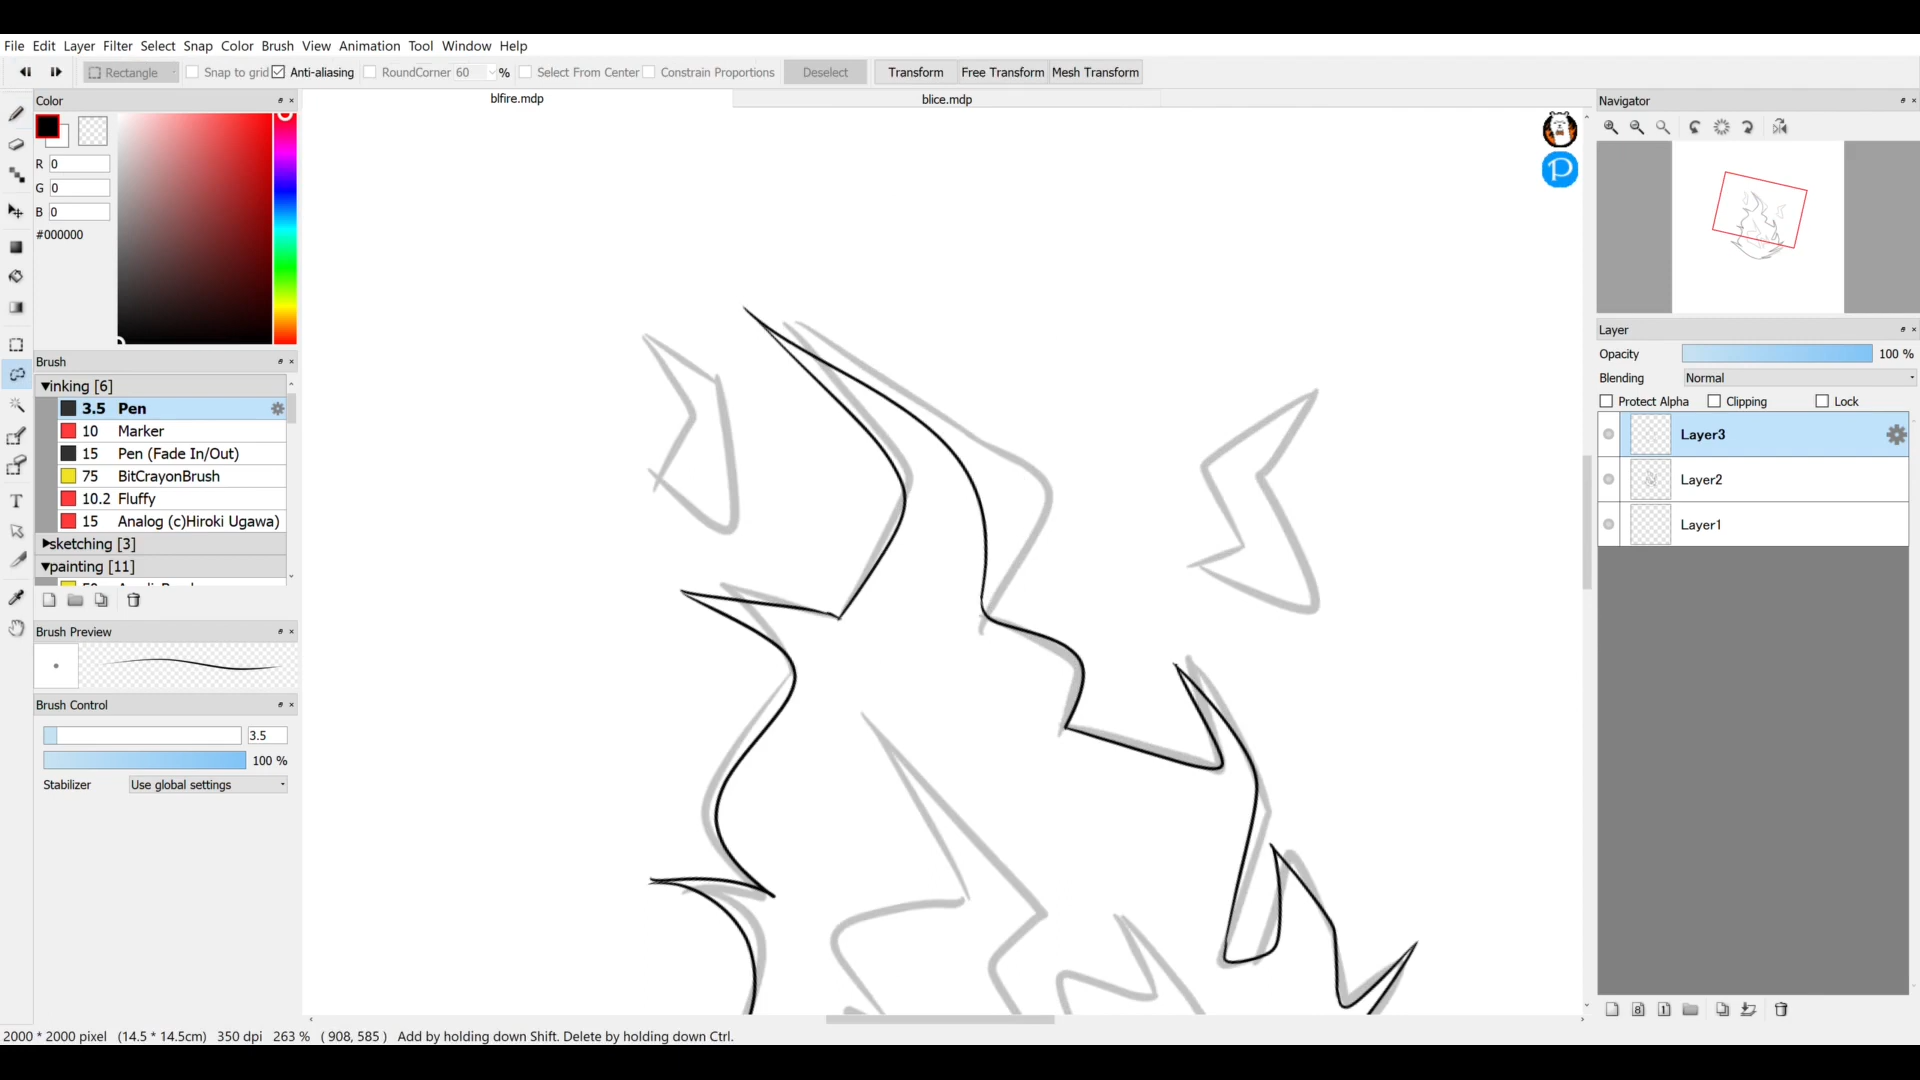 File Edit Layer Filter Select Snap Color Brush View Animation Tool Window Help
Rectangle Snap to grid Anti-aliasing RoundCorner 60 % Select From Center Constrain Proportions Deselect Transform Free Transform Mesh Transform
Color
blfire.mdp
blice.mdp
Navigator
R 0
G 0
B 0
#000000
P
Brush
inking [6]
3.5 Pen
10 Marker
15 Pen (Fade In/Out)
75 BitCrayonBrush
10.2 Fluffy
15 Analog (c)Hiroki Ugawa)
sketching [3]
painting [11]
Brush Preview
Brush Control
3.5
100 %
Stabilizer Use global settings
Layer
Opacity 100 %
Blending Normal
Protect Alpha Clipping Lock
Layer3
Layer2
Layer1
8 1
2000 * 2000 pixel (14.5 * 14.5cm) 350 dpi 263 % ( 908, 585 ) Add by holding down Shift. Delete by holding down Ctrl.